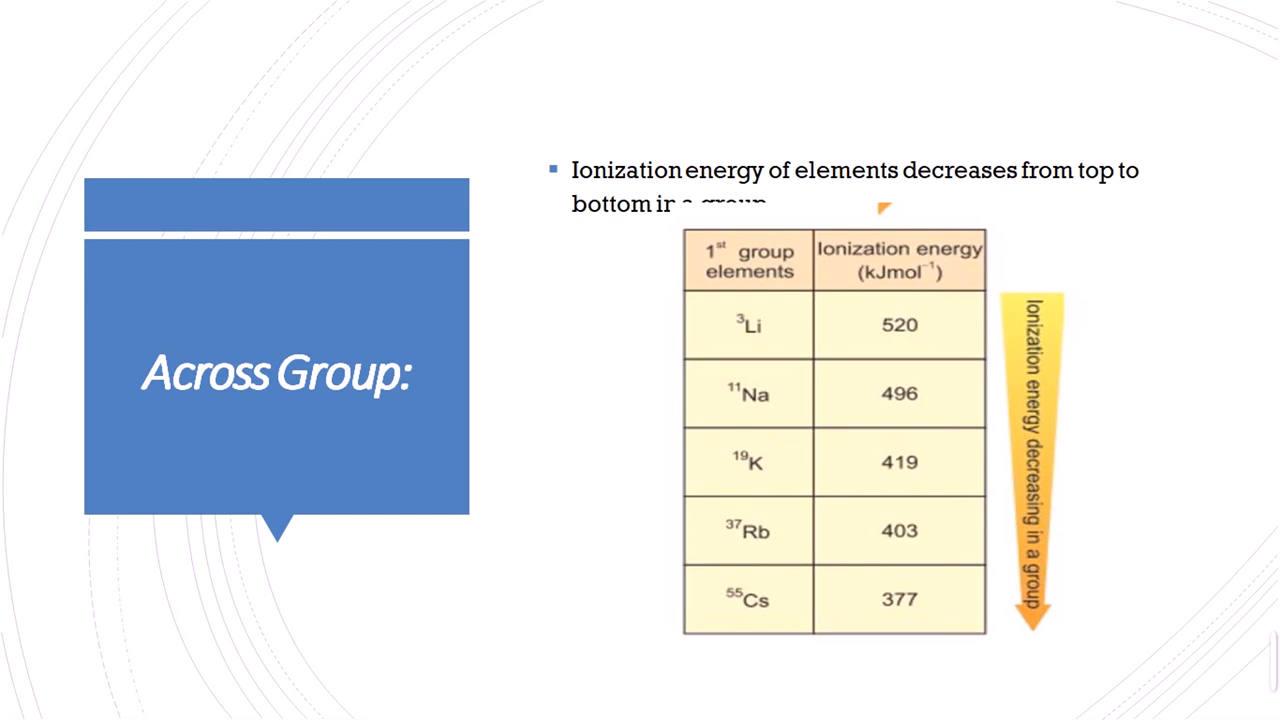 Across Group:
Ionization energy of elements decreases from top to
bottom in a group
1st group elements Ionization energy (kJmol⁻¹)
³Li 520
¹¹Na 496
¹⁹K 419
³⁷Rb 403
⁵⁵Cs 377
Ionization energy decreasing in a group